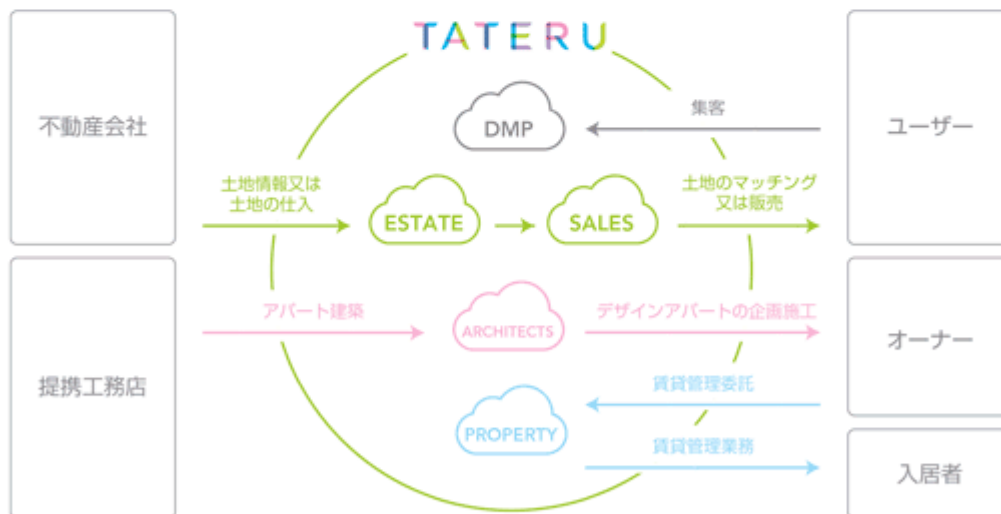 TATERU
不動産会社
DMP
集客
ユーザー
土地情報又は
土地の仕入
ESTATE
SALES
土地のマッチング
又は販売
アパート建築
ARCHITECTS
デザインアパートの企画施工
オーナー
提携工務店
賃貸管理委託
PROPERTY
賃貸管理業務
入居者